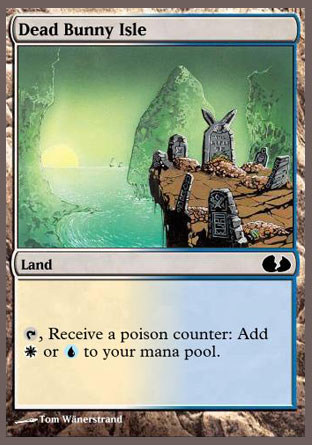 Dead Bunny Isle
Land
, Receive a poison counter: Add
or to your mana pool.
Tom Wänerstrand